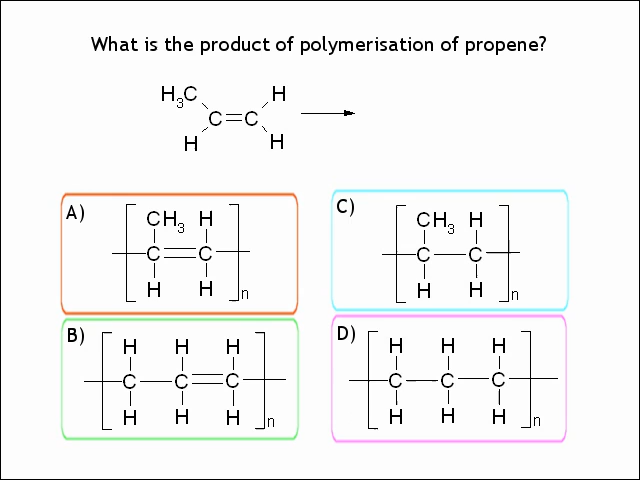 What is the product of polymerisation of propene?
H3C H
C=C
H H
A)
CH3 H
C C
H H
n
C)
CH3 H
C C
H H
n
B)
H H H
C C C
H H H
n
D)
H H H
C C C
H H H
n